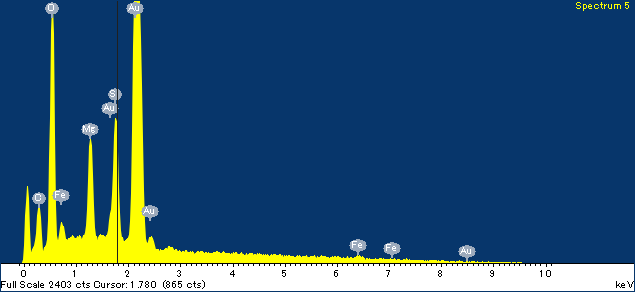 Spectrum 5
O Au
S
Au
Mg
Fe
C
Au
Fe Fe Au
0 1 2 3 4 5 6 7 8 9 10
Full Scale 2403 cts Cursor: 1.780 (865 cts) keV